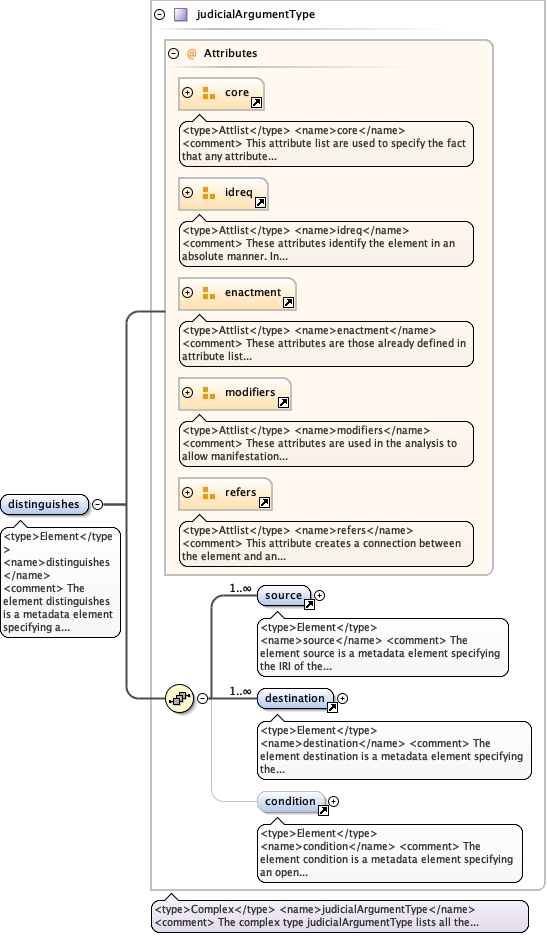 judicialArgumentType
@ Attributes
core
<type>Attlist</type> <name>core</name>
<comment> This attribute list are used to specify the fact
that any attribute...
idreq
<type>Attlist</type> <name>idreq</name>
<comment> These attributes identify the element in an
absolute manner. In...
enactment
<type>Attlist</type> <name>enactment</name>
<comment> These attributes are those already defined in
attribute list...
modifiers
<type>Attlist</type> <name>modifiers</name>
<comment> These attributes are used in the analysis to
allow manifestation...
refers
<type>Attlist</type> <name>refers</name>
<comment> This attribute creates a connection between
the element and an...
distinguishes
<type>Element</type
>
<name>distinguishes
</name>
<comment> The
element distinguishes
is a metadata element
specifying a...
1..∞
source
<type>Element</type>
<name>source</name> <comment> The
element source is a metadata element specifying
the IRI of the...
1..∞
destination
<type>Element</type>
<name>destination</name> <comment> The
element destination is a metadata element specifying
the...
condition
<type>Element</type>
<name>condition</name> <comment> The
element condition is a metadata element specifying
an open...
<type>Complex</type> <name>judicialArgumentType</name>
<comment> The complex type judicialArgumentType lists all the...